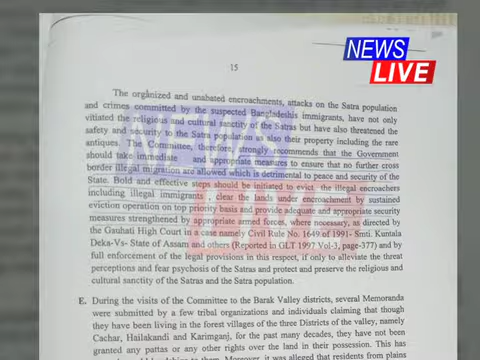 NEWS
LIVE
15
The organized and unabated encroachments, attacks on the Satra population
and crimes committed by the suspected Bangladeshis immigrants, have not only
vitiated the religious and cultural sanctity of the Satras but have also threatened the
safety and security to the Satra population also their property including the rare
antiques. The Committee, therefore strongly recommends that the Government
should take immediate and appropriate measures to ensure that no further cross
border illegal migration are allowed which is detrimental to peace and security of the
State. Bold and effective steps should be initiated to evict, the illegal encroachers
including illegal immigrants, clear the lands under encroachment by sustained
eviction operation on top priority basis and provide adequate and appropriate security
measures strengthened by appropriate armed forces, where necessary, as directed by
the Gauhati High Court in a case namely Civil Rule No. 1649 of 1991- Smti. Kuntala
Deka-Vs- State of Assam and others (Reported in GLT 1997 Vol-3, page-377) and by
full enforcement of the legal provisions in this respect, if only to alleviate the threat
perceptions and fear psychosis of the Satras and protect and preserve the religious and
cultural sanctity of the Satras and the Satra population.
E. During the visits of the Committee to the Barak Valley districts, several Memoranda
were submitted by a few tribal organizations and individuals claiming that though
they have been living in the forest villages of the three Districts of the valley, namely
Cachar, Hailakandi and Karimganj, for the past many decades, they have not been
granted any pattas or any other rights over the land in their possession. This has
Moreover, it was alleged that residents from plains
NEWS
LIVE